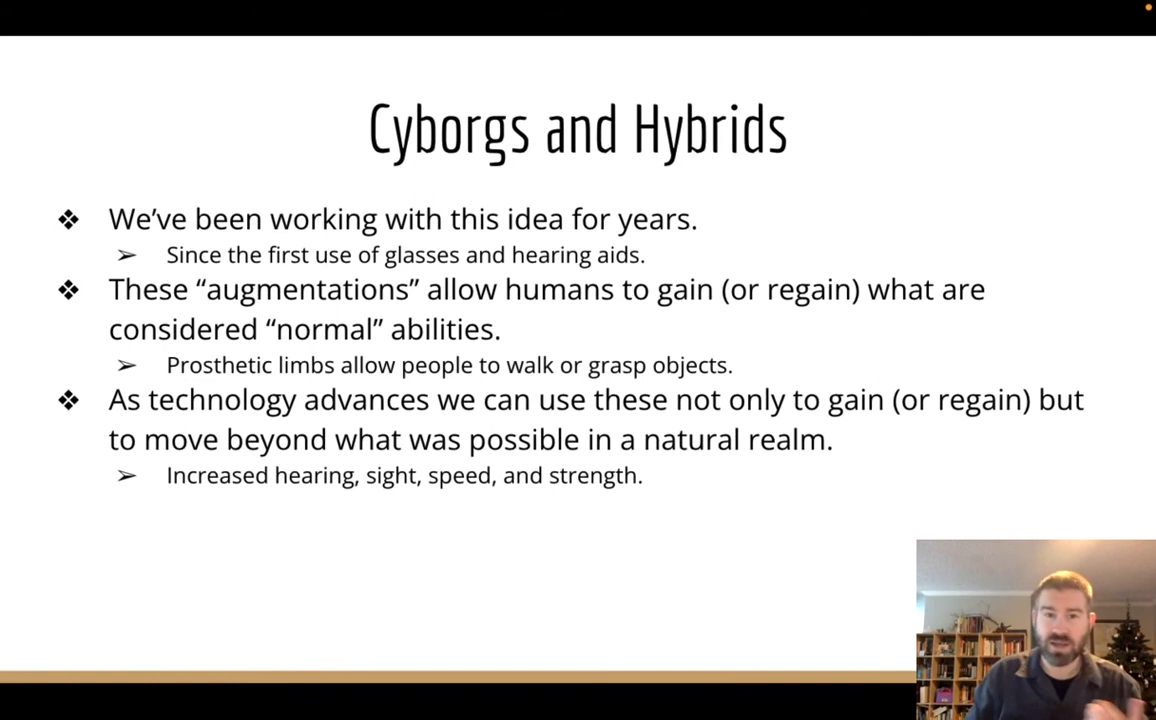 Cyborgs and Hybrids
❖ We’ve been working with this idea for years.
➢ Since the first use of glasses and hearing aids.
❖ These “augmentations” allow humans to gain (or regain) what are
considered “normal” abilities.
➢ Prosthetic limbs allow people to walk or grasp objects.
❖ As technology advances we can use these not only to gain (or regain) but
to move beyond what was possible in a natural realm.
➢ Increased hearing, sight, speed, and strength.